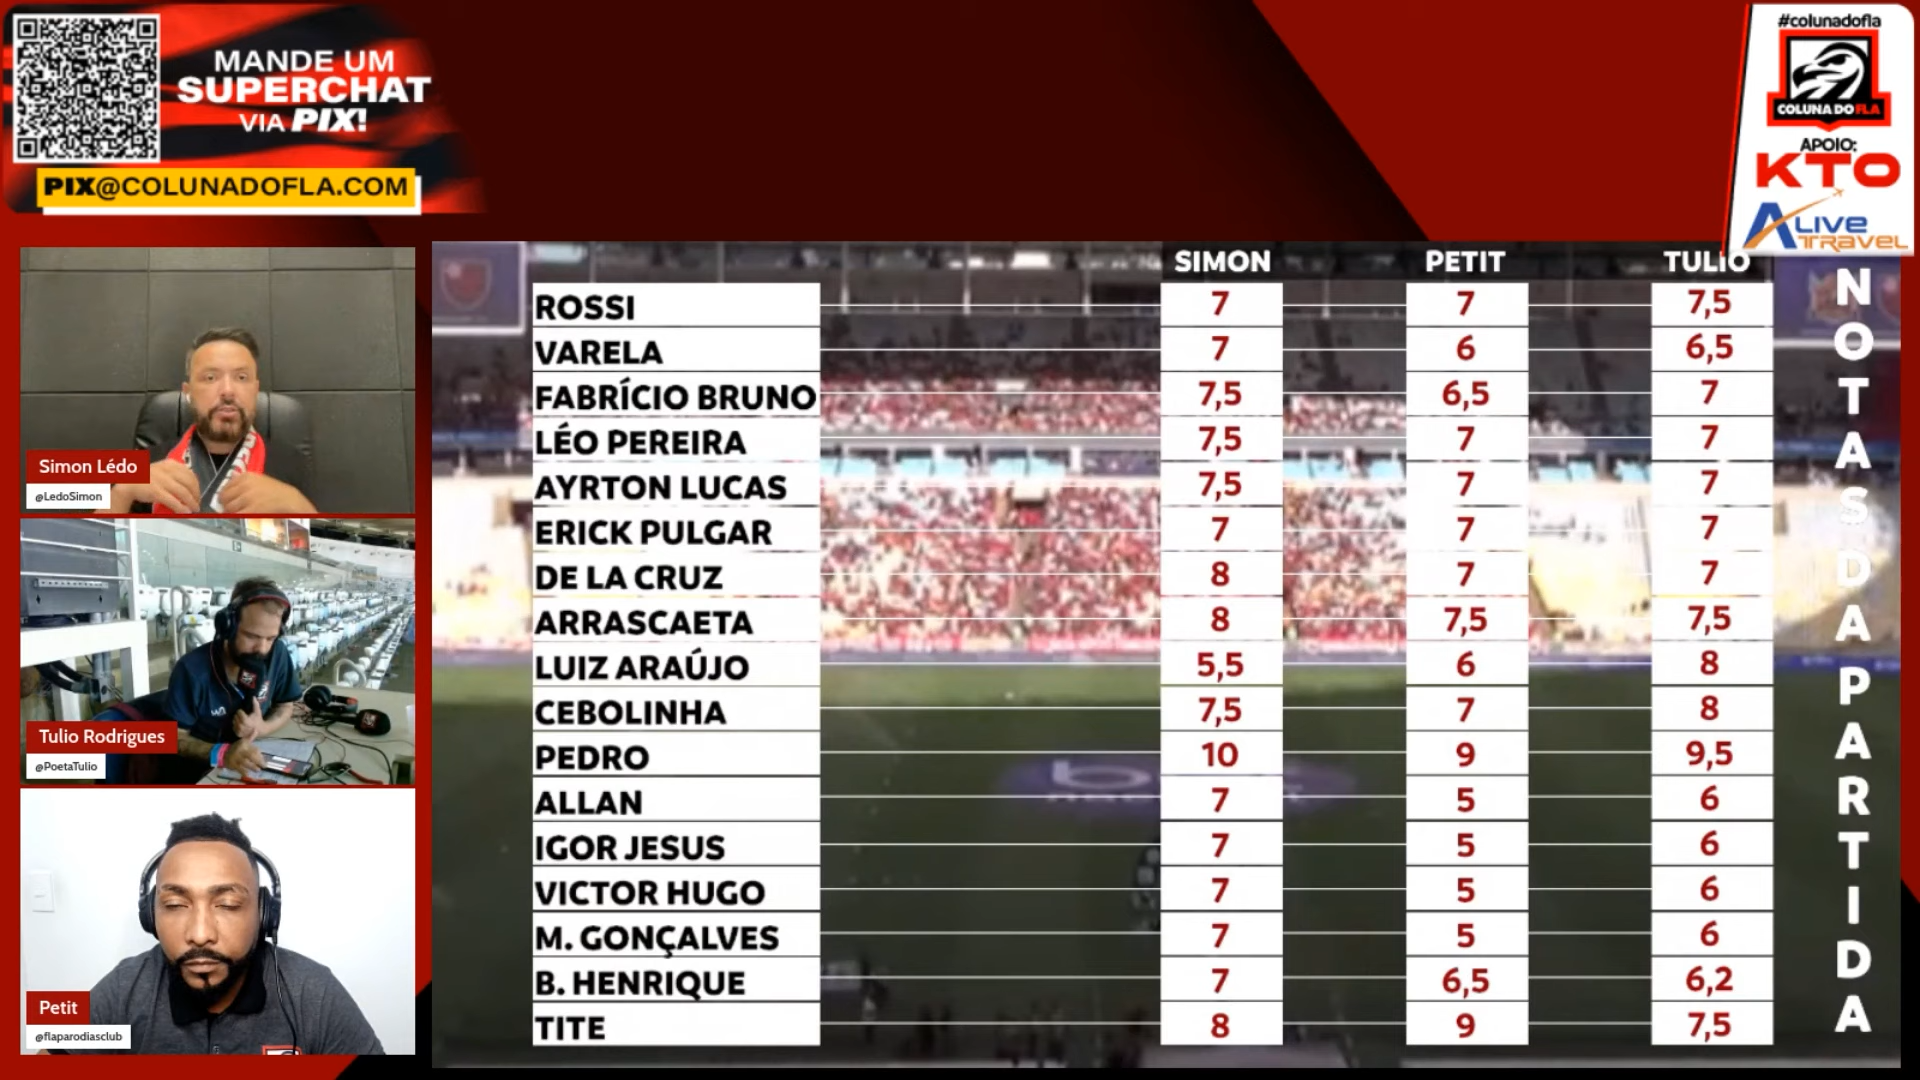 MANDE UM
SUPERCHAT
VIA PIX!
PIX@COLUNADOFLA.COM
#colunadofla
COLUNA DO FLA
APOIO:
KTO
ALIVE
TRAVEL
Simon Lédo
@LedoSimon
Tulio Rodrigues
@PoetaTulio
Petit
@flaparodiasclub
SIMON PETIT TULIO
ROSSI 7 7 7,5
VARELA 7 6 6,5
FABRÍCIO BRUNO 7,5 6,5 7
LÉO PEREIRA 7,5 7 7
AYRTON LUCAS 7,5 7 7
ERICK PULGAR 7 7 7
DE LA CRUZ 8 7 7
ARRASCAETA 8 7,5 7,5
LUIZ ARAÚJO 5,5 6 8
CEBOLINHA 7,5 7 8
PEDRO 10 9 9,5
ALLAN 7 5 6
IGOR JESUS 7 5 6
VICTOR HUGO 7 5 6
M. GONÇALVES 7 5 6
B. HENRIQUE 7 6,5 6,2
TITE 8 9 7,5
NOTAS DA PARTIDA